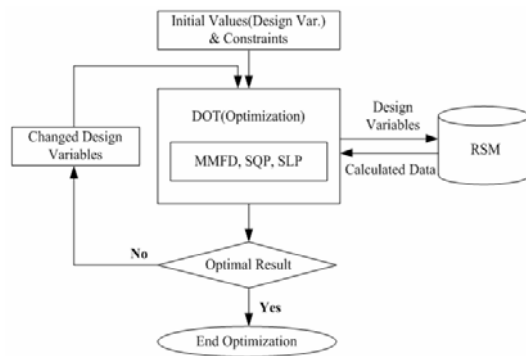 Initial Values(Design Var.)
& Constraints
DOT(Optimization)
MMFD, SQP, SLP
Design
Variables
Calculated Data
RSM
Changed Design
Variables
No
Optimal Result
Yes
End Optimization